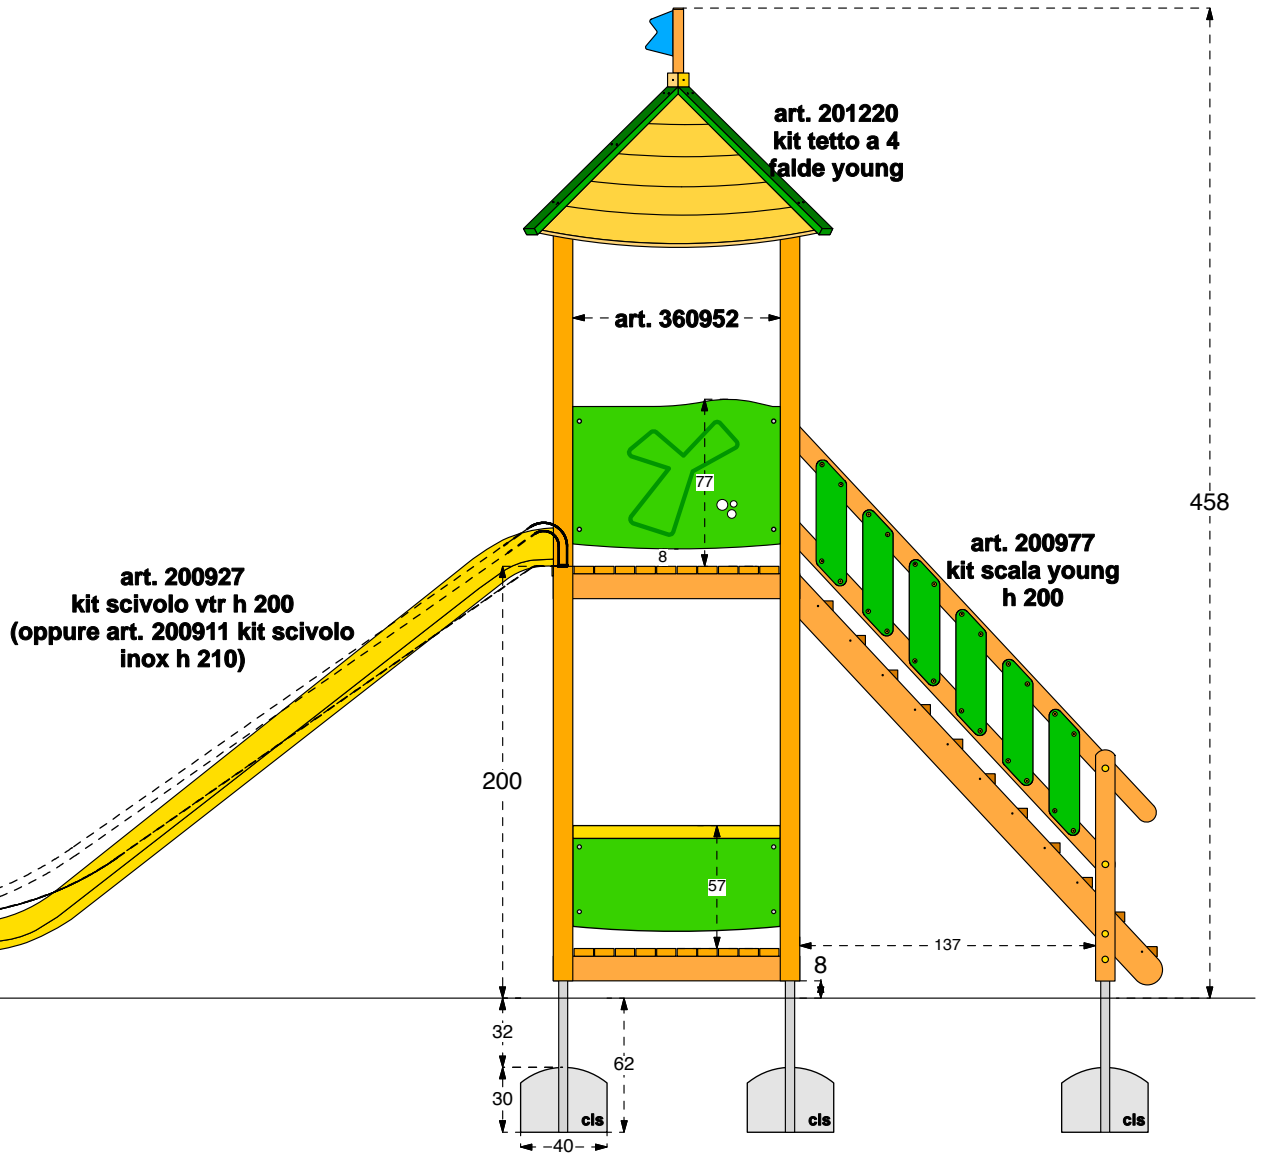 art. 201220
kit tetto a 4
falde young
art. 360952
77
8
458
art. 200977
kit scala young
h 200
art. 200927
kit scivolo vtr h 200
(oppure art. 200911 kit scivolo
inox h 210)
200
57
137
8
32
62
30
40
cls
cls
cls